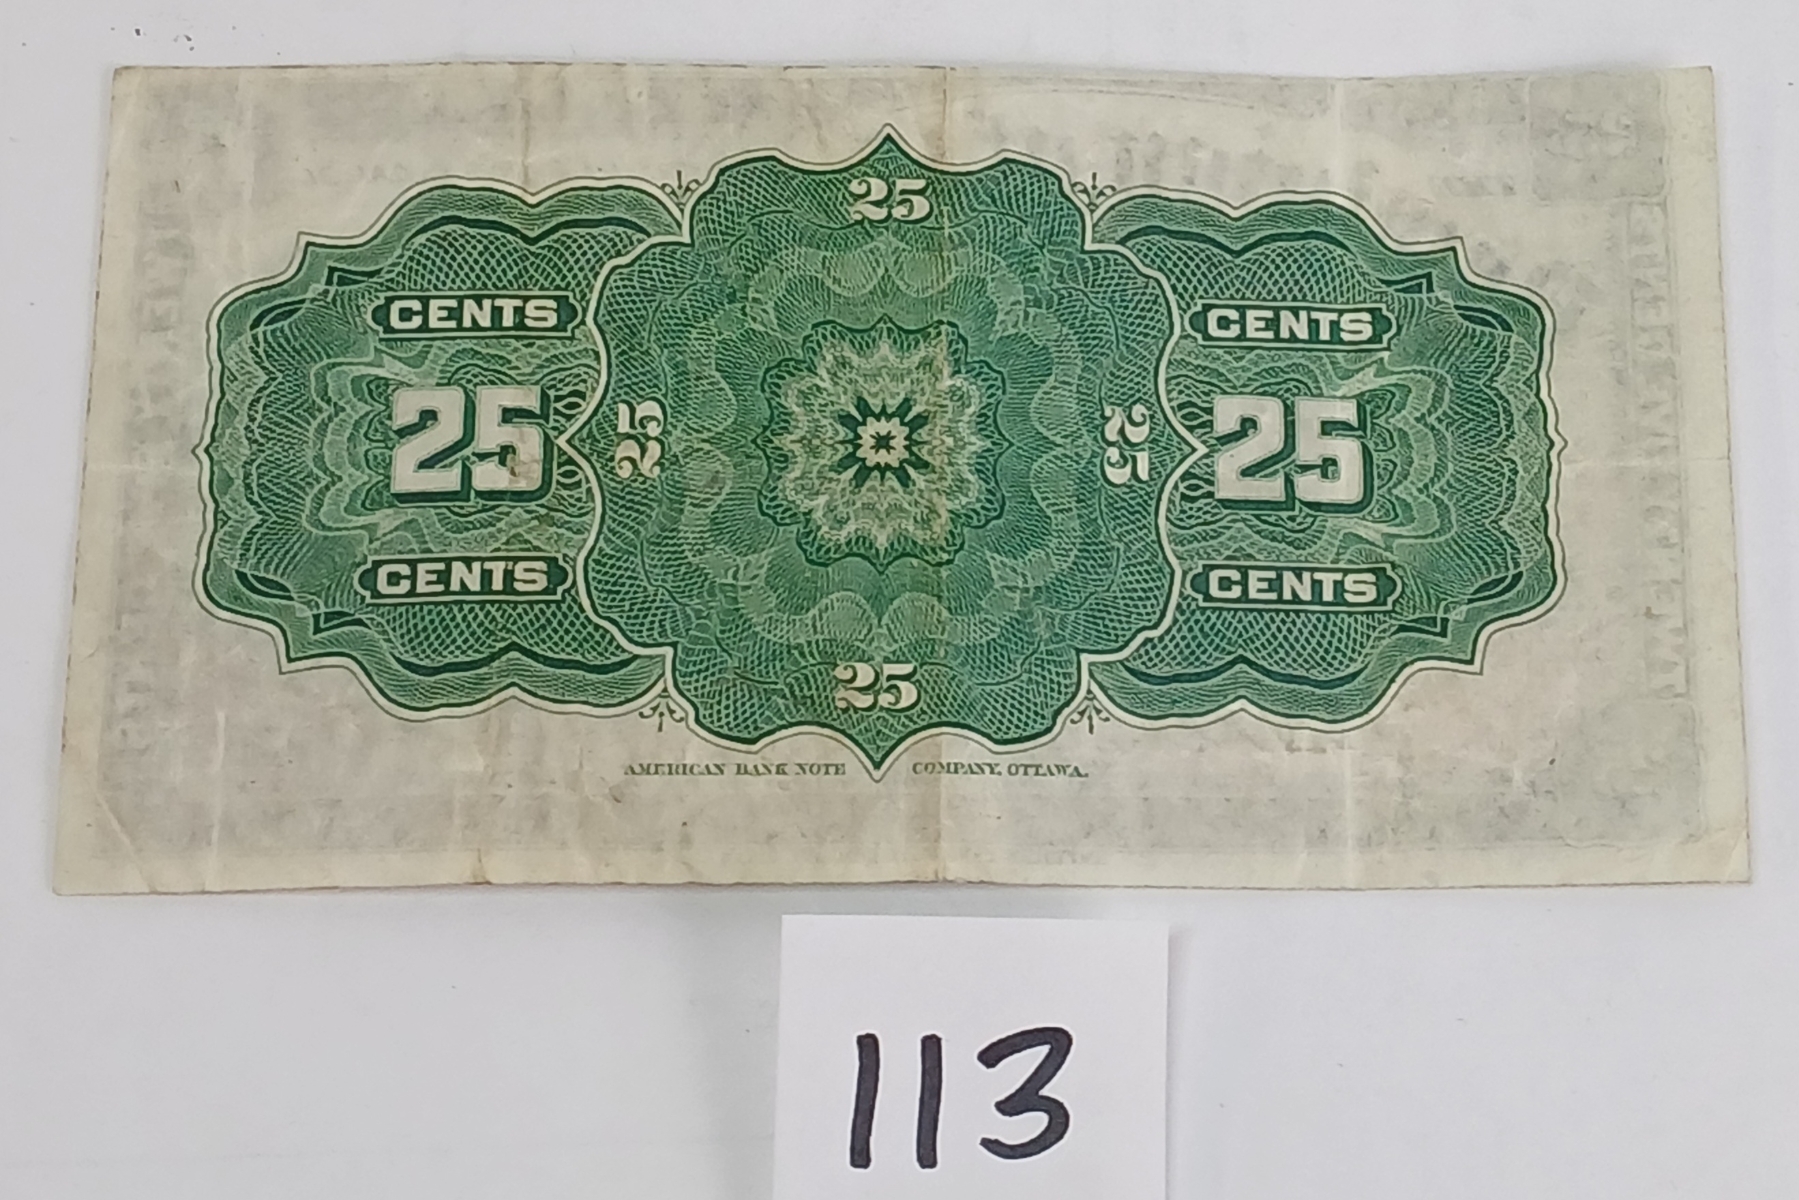 25
CENTS CENTS
25 25 25 25
CENTS CENTS
25
AMERICAN BANK NOTE COMPANY, OTTAWA.
113